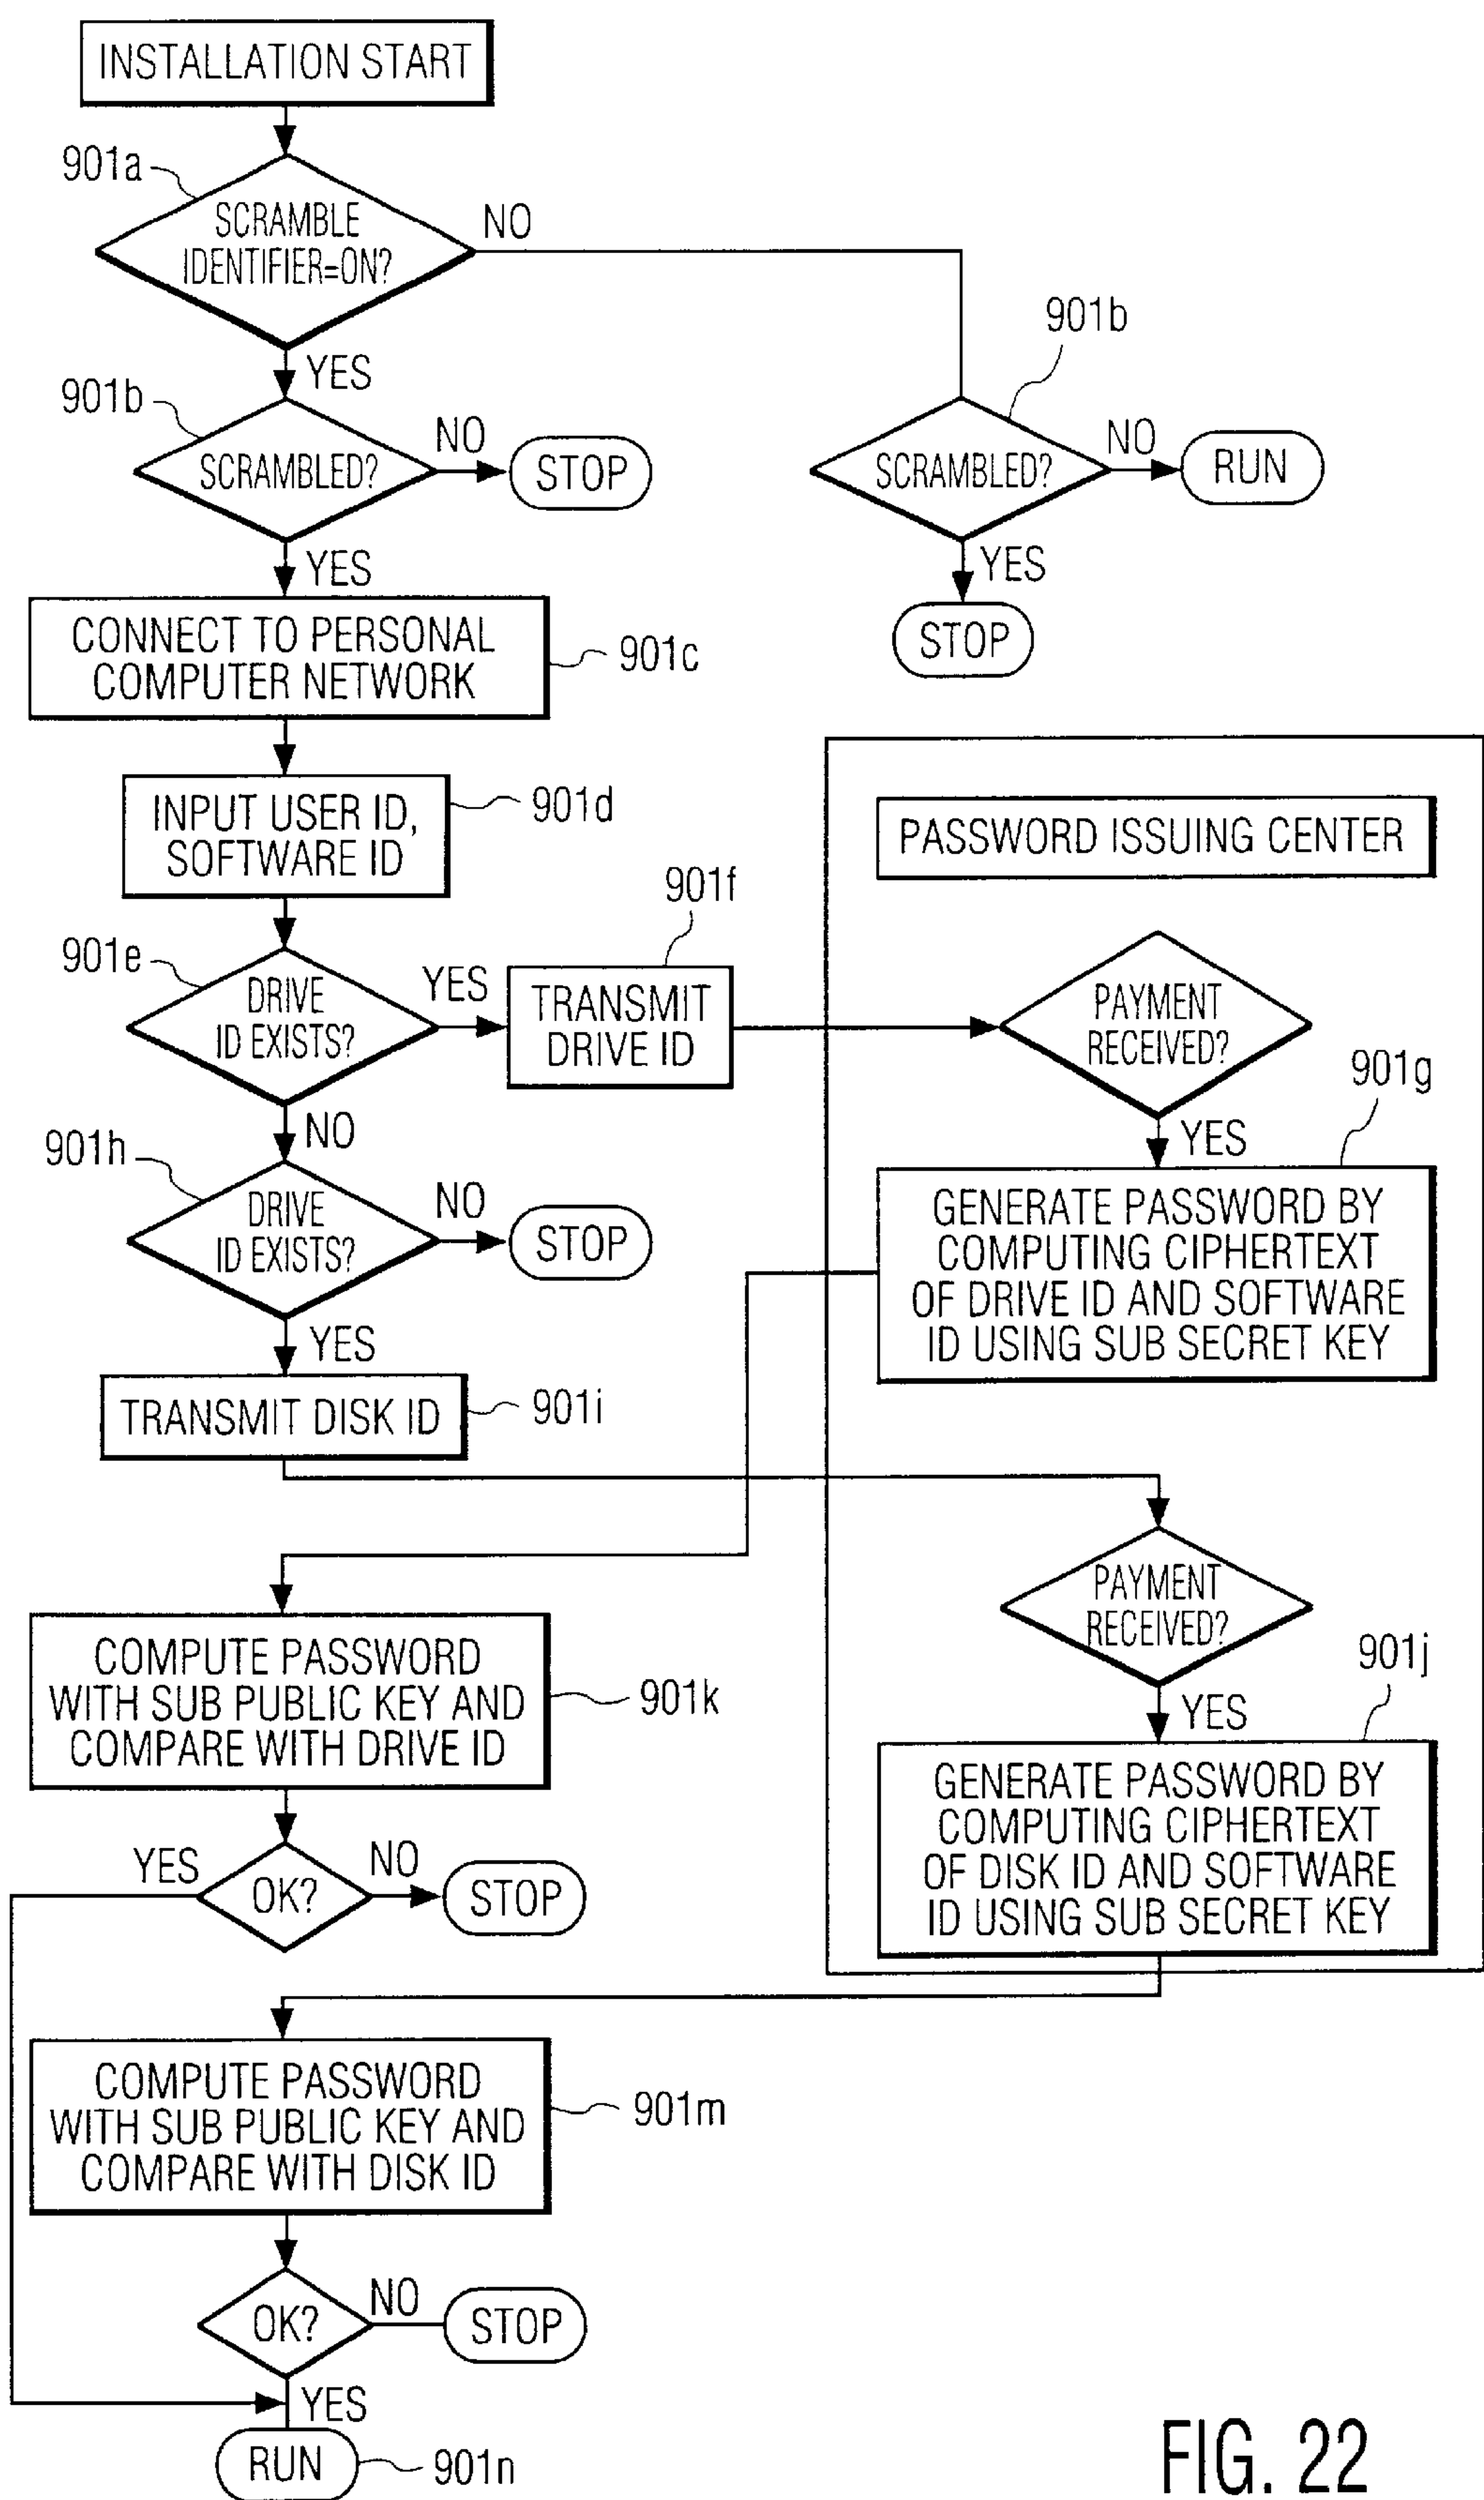 INSTALLATION START
901a
SCRAMBLE
IDENTIFIER=ON?
NO
YES
901b
SCRAMBLED?
NO
STOP
YES
901b
SCRAMBLED?
NO
RUN
YES
STOP
CONNECT TO PERSONAL
COMPUTER NETWORK
901c
INPUT USER ID,
SOFTWARE ID
901d
PASSWORD ISSUING CENTER
901e
DRIVE
ID EXISTS?
YES
901f
TRANSMIT
DRIVE ID
PAYMENT
RECEIVED?
YES
901g
GENERATE PASSWORD BY
COMPUTING CIPHERTEXT
OF DRIVE ID AND SOFTWARE
ID USING SUB SECRET KEY
NO
901h
DRIVE
ID EXISTS?
NO
STOP
YES
TRANSMIT DISK ID
901i
PAYMENT
RECEIVED?
YES
901j
GENERATE PASSWORD BY
COMPUTING CIPHERTEXT
OF DISK ID AND SOFTWARE
ID USING SUB SECRET KEY
COMPUTE PASSWORD
WITH SUB PUBLIC KEY AND
COMPARE WITH DRIVE ID
901k
YES
OK?
NO
STOP
COMPUTE PASSWORD
WITH SUB PUBLIC KEY AND
COMPARE WITH DISK ID
901m
OK?
NO
STOP
YES
RUN
901n
FIG. 22